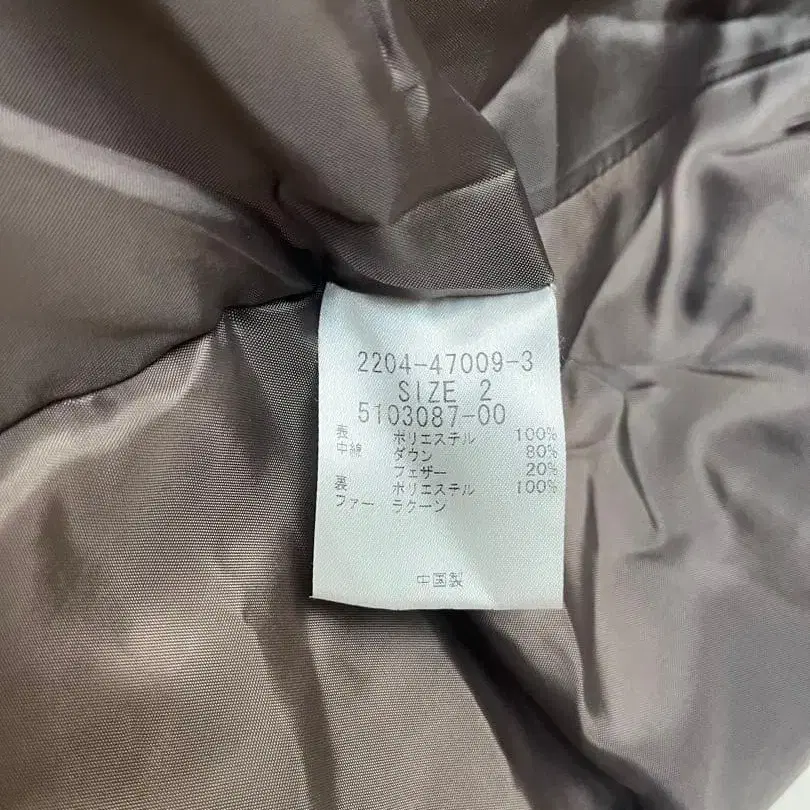 2204-47009-3
SIZE 2
5103087-00
表 ポリエステル 100%
中綿 ダウン 80%
フェザー 20%
裏 ポリエステル 100%
ファー ラクーン
中国製